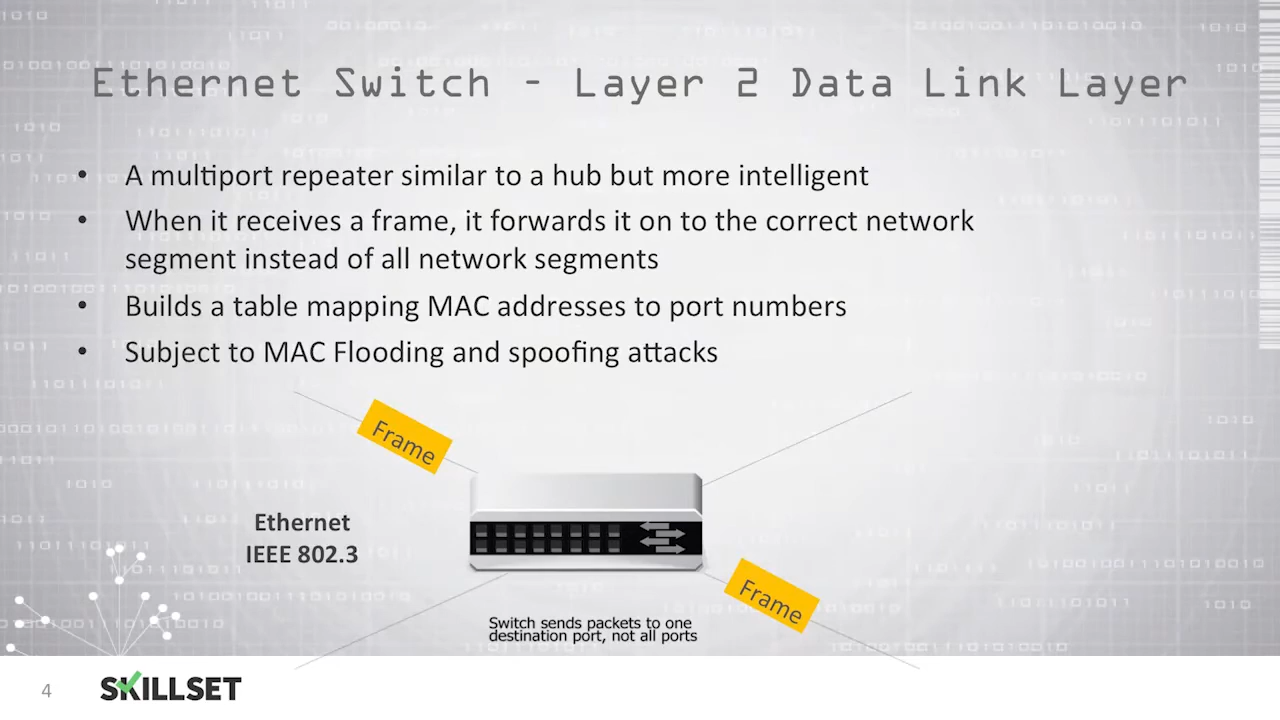 Ethernet Switch - Layer 2 Data Link Layer
• A multiport repeater similar to a hub but more intelligent
• When it receives a frame, it forwards it on to the correct network
segment instead of all network segments
• Builds a table mapping MAC addresses to port numbers
• Subject to MAC Flooding and spoofing attacks
Frame
Ethernet
IEEE 802.3
Frame
Switch sends packets to one
destination port, not all ports
4
SKILLSET